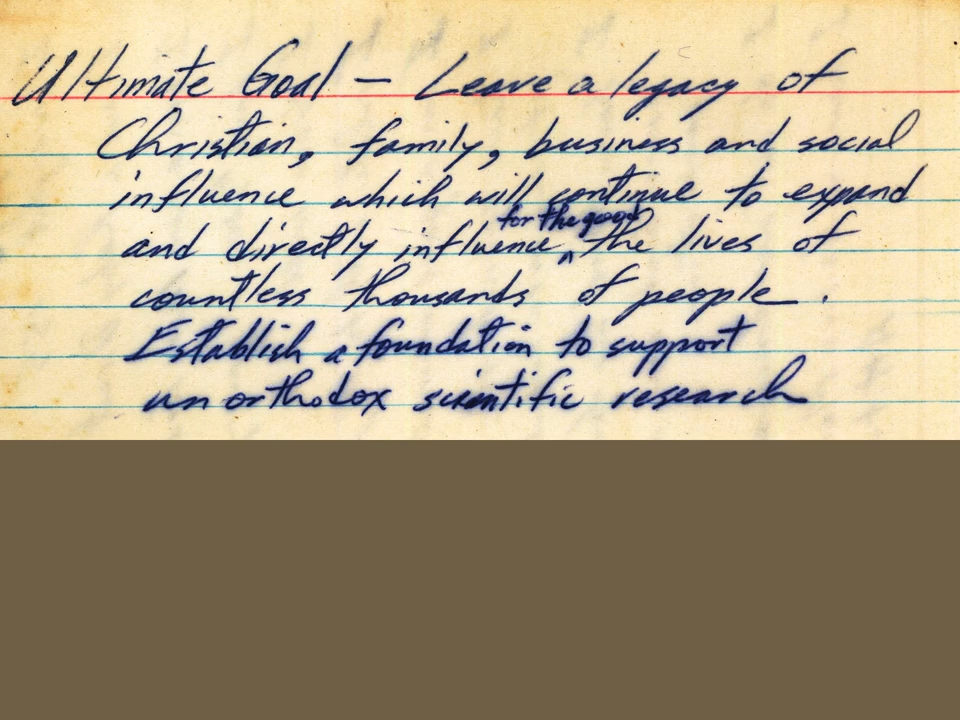 Ultimate Goal — Leave a legacy of
Christian, family, business and social
influence which will continue to expand
for the good
and directly influence ^ the lives of
countless thousands of people.
Establish a foundation to support
unorthodox scientific research